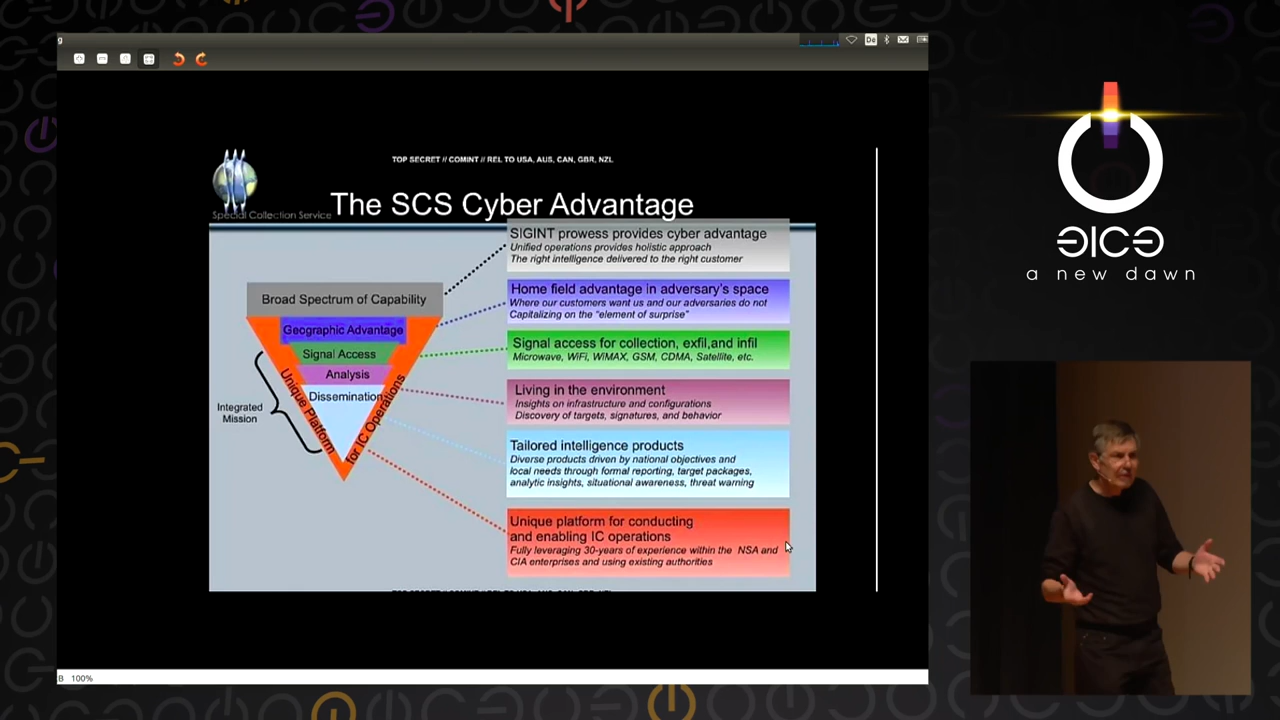 g
De
TOP SECRET // COMINT // REL TO USA, AUS, CAN, GBR, NZL
Special Collection Service
The SCS Cyber Advantage
Broad Spectrum of Capability
Geographic Advantage
Signal Access
Analysis
Dissemination
Unique Platform
for IC Operations
Integrated
Mission
SIGINT prowess provides cyber advantage
Unified operations provides holistic approach
The right intelligence delivered to the right customer
Home field advantage in adversary's space
Where our customers want us and our adversaries do not
Capitalizing on the "element of surprise"
Signal access for collection, exfil,and infil
Microwave, WiFi, WIMAX, GSM, CDMA, Satellite, etc.
Living in the environment
Insights on infrastructure and configurations
Discovery of targets, signatures, and behavior
Tailored intelligence products
Diverse products driven by national objectives and
local needs through formal reporting, target packages,
analytic insights, situational awareness, threat warning
Unique platform for conducting
and enabling IC operations
Fully leveraging 30-years of experience within the NSA and
CIA enterprises and using existing authorities
B 100%
a new dawn